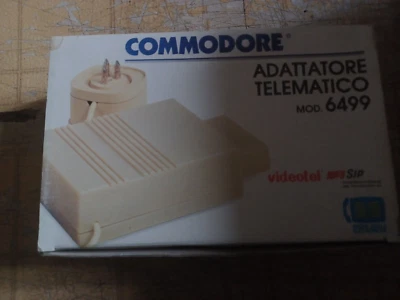 COMMODORE®
ADATTATORE
TELEMATICO
MOD. 6499
videotel SIP